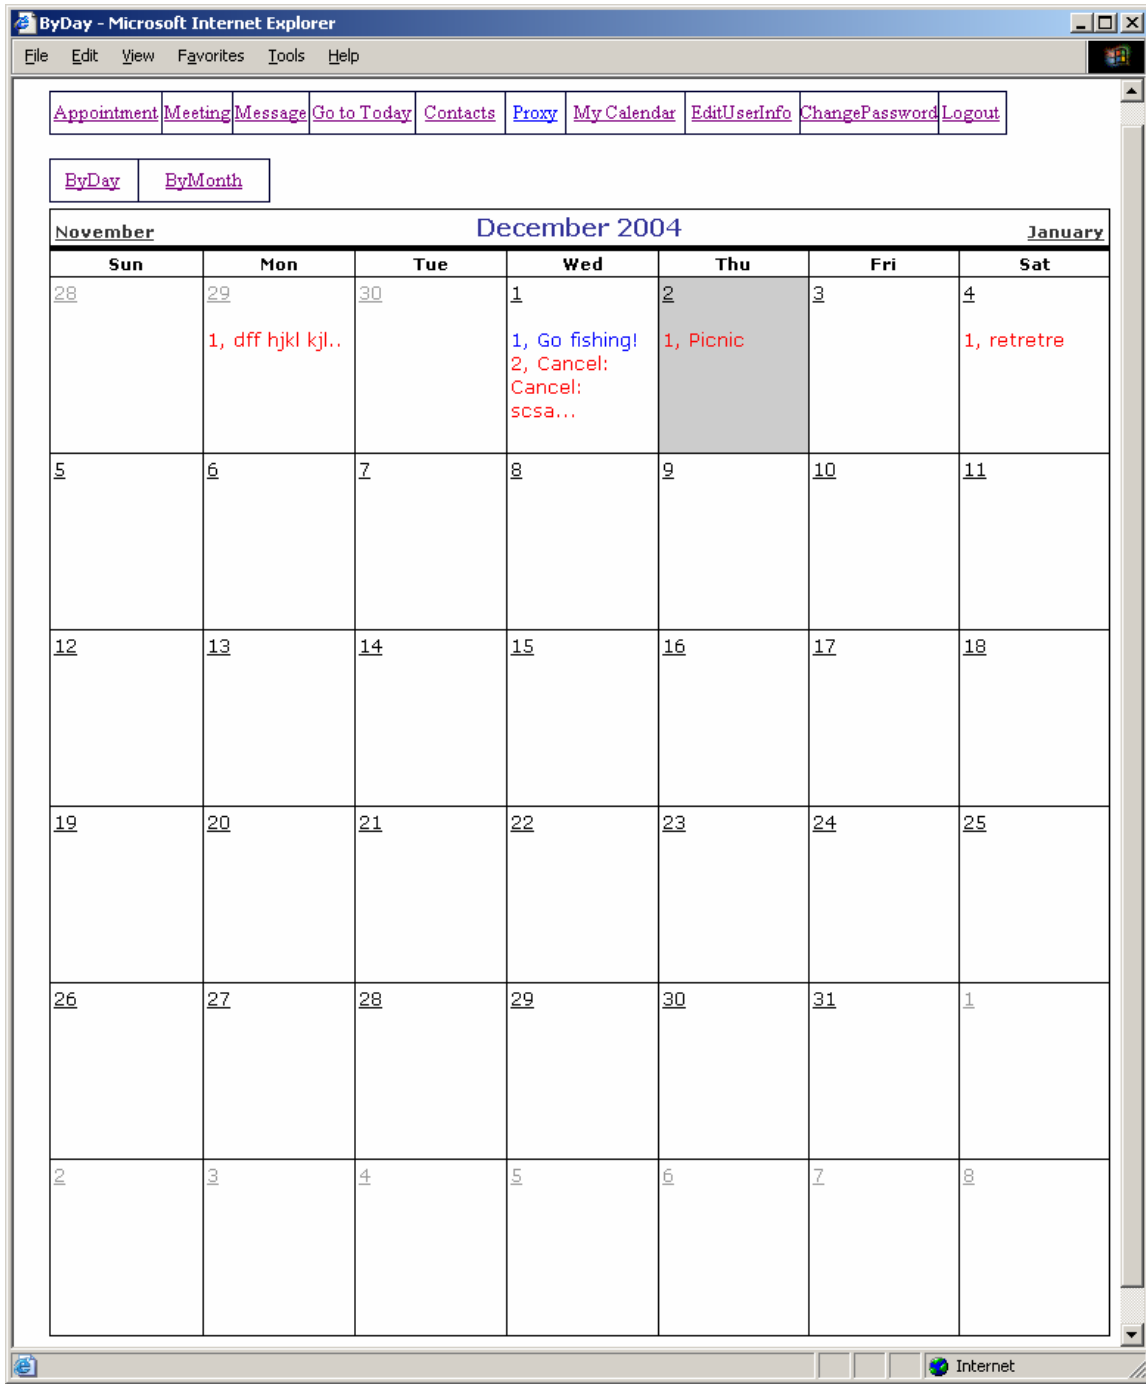 ByDay - Microsoft Internet Explorer
File Edit View Favorites Tools Help
Appointment Meeting Message Go to Today Contacts Proxy My Calendar EditUserInfo ChangePassword Logout
ByDay ByMonth
November December 2004 January
Sun Mon Tue Wed Thu Fri Sat
28 29 30 1 2 3 4
1, dff hjkl kjl.. 1, Go fishing! 1, Picnic 1, retretre
2, Cancel:
Cancel:
scsa...
5 6 7 8 9 10 11
12 13 14 15 16 17 18
19 20 21 22 23 24 25
26 27 28 29 30 31 1
2 3 4 5 6 7 8
Internet